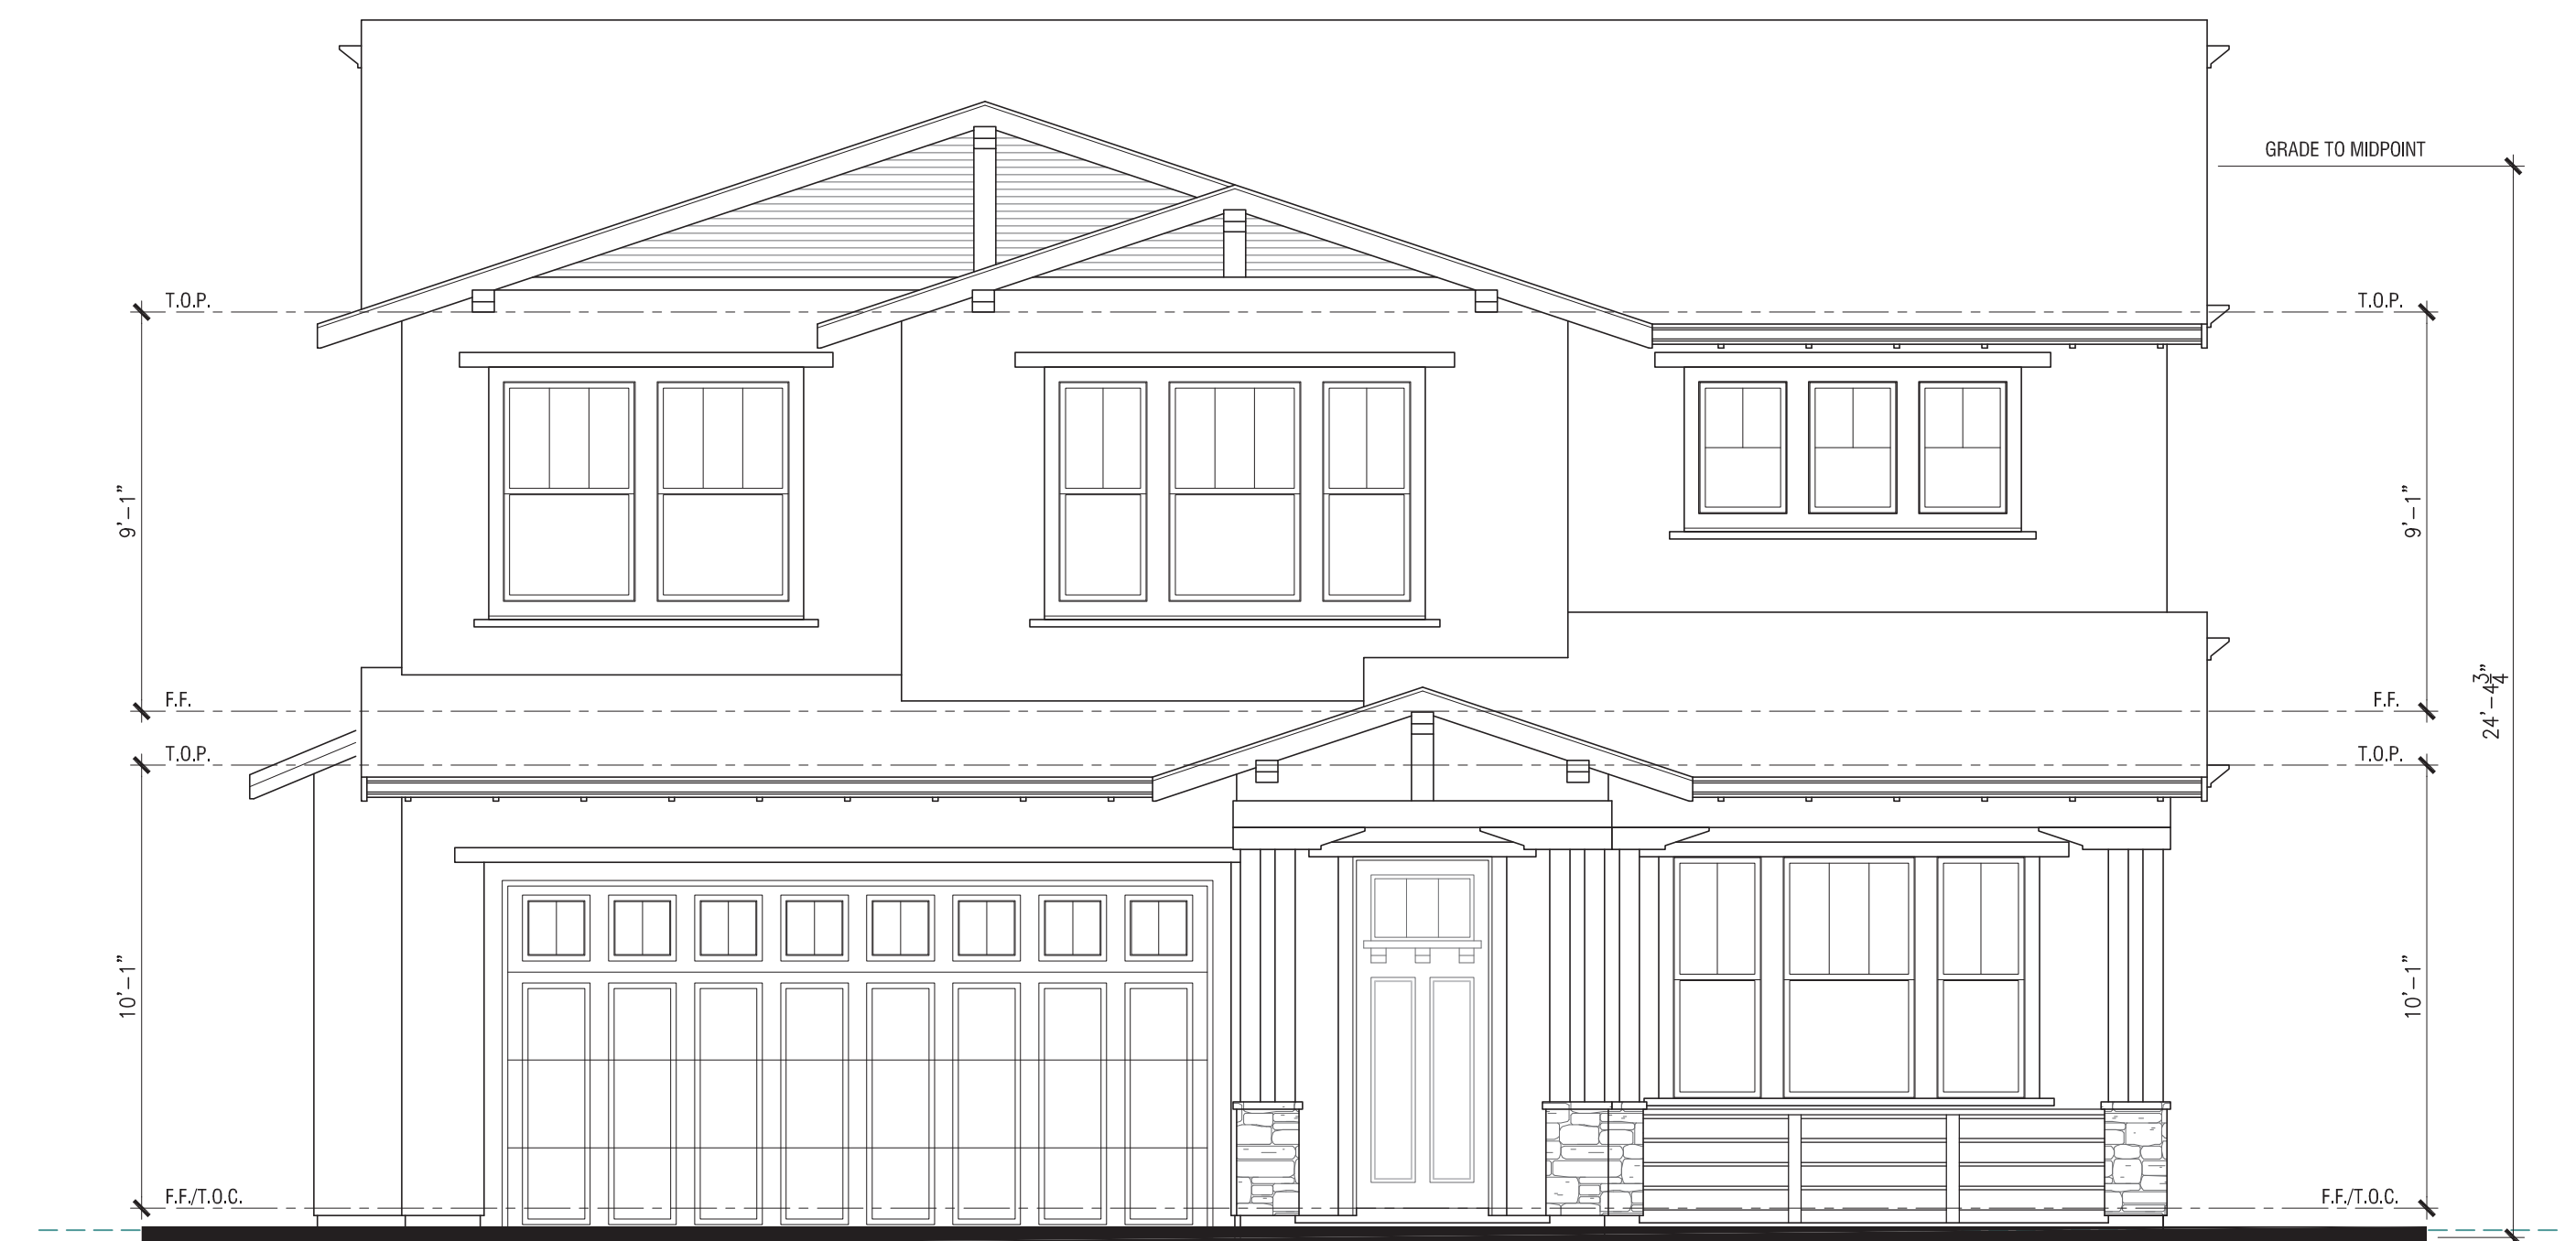 GRADE TO MIDPOINT
T.O.P.
T.O.P.
9'–1"
9'–1"
F.F.
F.F.
24'–4 3/4"
T.O.P.
T.O.P.
10'–1"
10'–1"
F.F./T.O.C.
F.F./T.O.C.